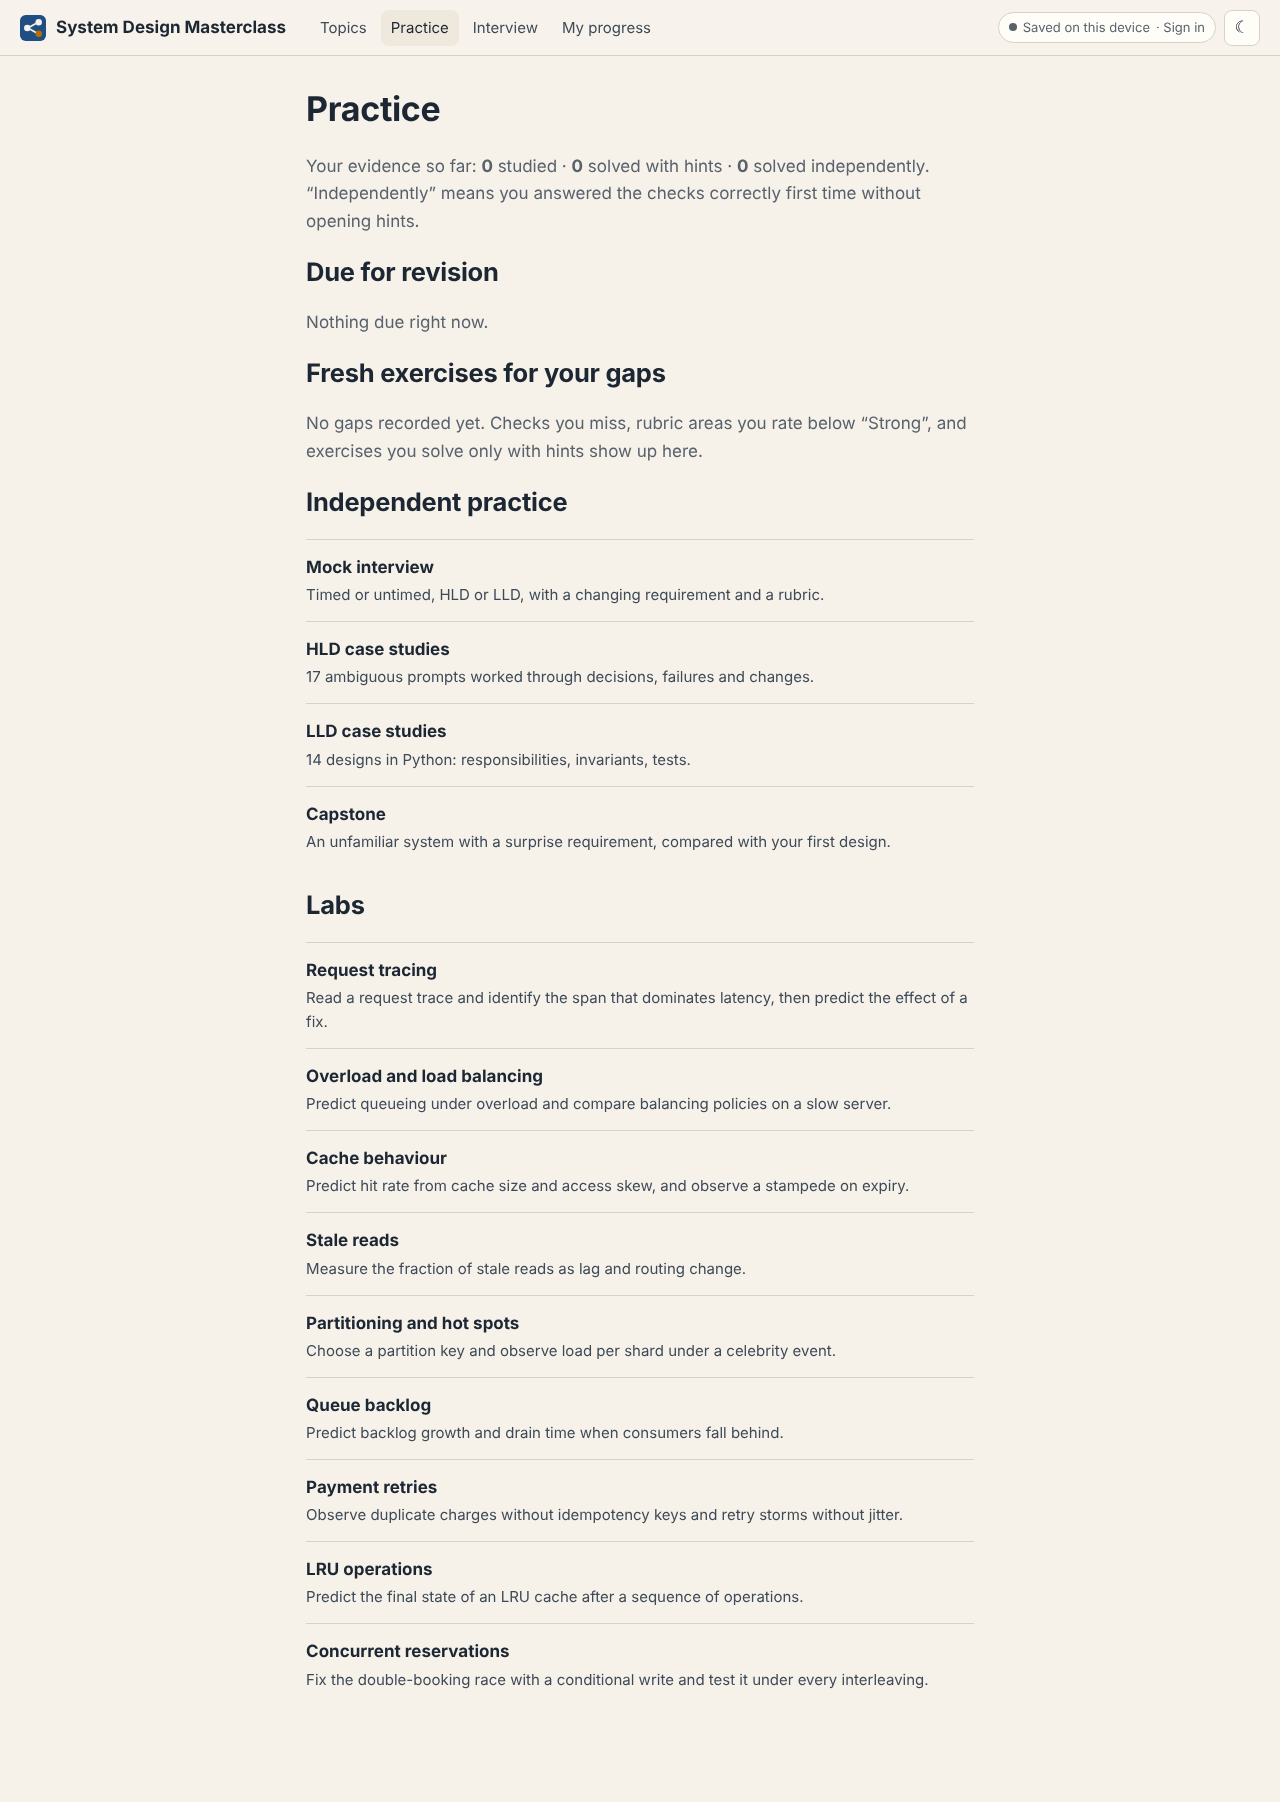 System Design Masterclass
Topics
Practice
Interview
My progress
Saved on this device · Sign in
Practice
Your evidence so far: 0 studied · 0 solved with hints · 0 solved independently.
“Independently” means you answered the checks correctly first time without
opening hints.
Due for revision
Nothing due right now.
Fresh exercises for your gaps
No gaps recorded yet. Checks you miss, rubric areas you rate below “Strong”, and
exercises you solve only with hints show up here.
Independent practice
Mock interview
Timed or untimed, HLD or LLD, with a changing requirement and a rubric.
HLD case studies
17 ambiguous prompts worked through decisions, failures and changes.
LLD case studies
14 designs in Python: responsibilities, invariants, tests.
Capstone
An unfamiliar system with a surprise requirement, compared with your first design.
Labs
Request tracing
Read a request trace and identify the span that dominates latency, then predict the effect of a
fix.
Overload and load balancing
Predict queueing under overload and compare balancing policies on a slow server.
Cache behaviour
Predict hit rate from cache size and access skew, and observe a stampede on expiry.
Stale reads
Measure the fraction of stale reads as lag and routing change.
Partitioning and hot spots
Choose a partition key and observe load per shard under a celebrity event.
Queue backlog
Predict backlog growth and drain time when consumers fall behind.
Payment retries
Observe duplicate charges without idempotency keys and retry storms without jitter.
LRU operations
Predict the final state of an LRU cache after a sequence of operations.
Concurrent reservations
Fix the double-booking race with a conditional write and test it under every interleaving.